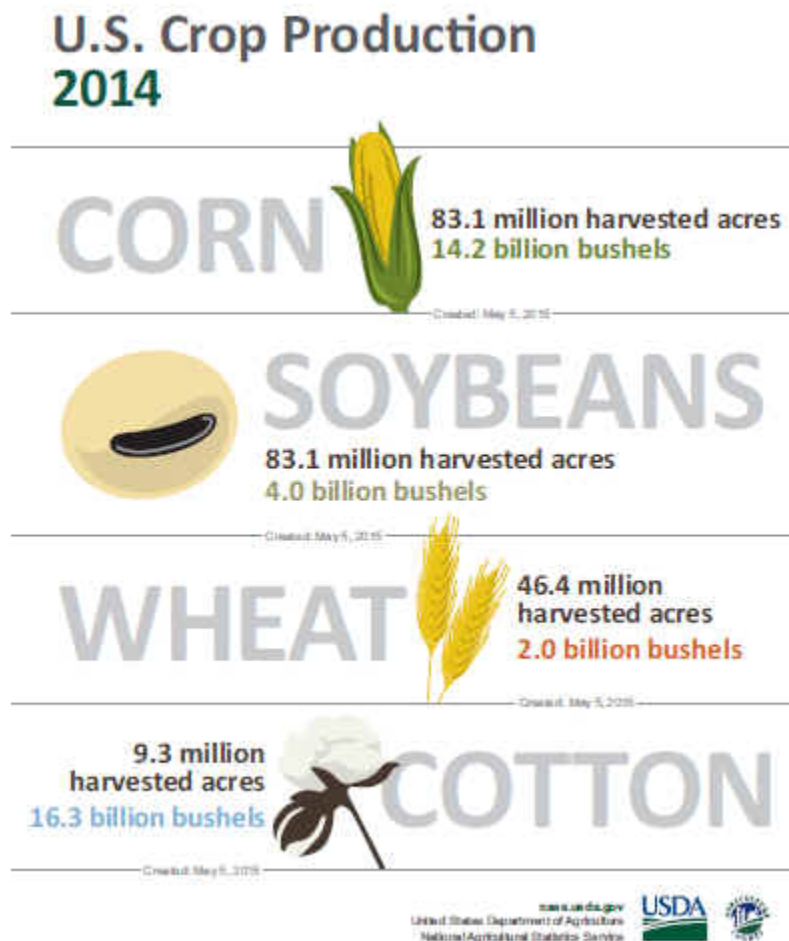 U.S. Crop Production
2014
CORN
83.1 million harvested acres
14.2 billion bushels
Created: May 5, 2015
SOYBEANS
83.1 million harvested acres
4.0 billion bushels
Created: May 5, 2015
WHEAT
46.4 million
harvested acres
2.0 billion bushels
Created: May 5, 2015
9.3 million
harvested acres
16.3 billion bushels
COTTON
Created: May 5, 2015
nass.usda.gov
United States Department of Agriculture
National Agricultural Statistics Service
USDA